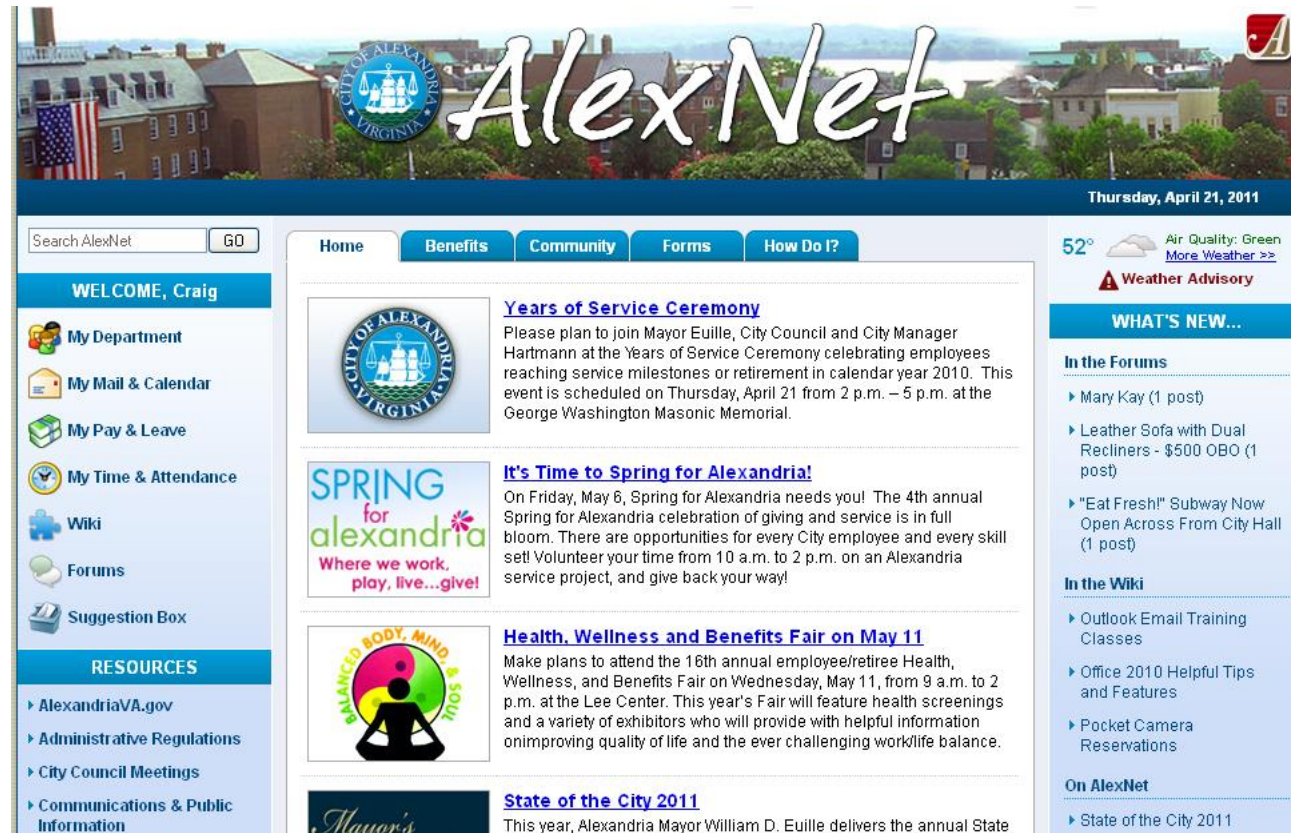 CITY OF ALEXANDRIA
VIRGINIA
AlexNet
A
Thursday, April 21, 2011
Search AlexNet
GO
WELCOME, Craig
My Department
My Mail & Calendar
My Pay & Leave
My Time & Attendance
Wiki
Forums
Suggestion Box
RESOURCES
AlexandriaVA.gov
Administrative Regulations
City Council Meetings
Communications & Public
Information
Home
Benefits
Community
Forms
How Do I?
CITY OF ALEXANDRIA
VIRGINIA
Years of Service Ceremony
Please plan to join Mayor Euille, City Council and City Manager
Hartmann at the Years of Service Ceremony celebrating employees
reaching service milestones or retirement in calendar year 2010. This
event is scheduled on Thursday, April 21 from 2 p.m. – 5 p.m. at the
George Washington Masonic Memorial.
SPRING
for
alexandria
Where we work,
play, live...give!
It's Time to Spring for Alexandria!
On Friday, May 6, Spring for Alexandria needs you! The 4th annual
Spring for Alexandria celebration of giving and service is in full
bloom. There are opportunities for every City employee and every skill
set! Volunteer your time from 10 a.m. to 2 p.m. on an Alexandria
service project, and give back your way!
BALANCED BODY, MIND, & SOUL
Health, Wellness and Benefits Fair on May 11
Make plans to attend the 16th annual employee/retiree Health,
Wellness, and Benefits Fair on Wednesday, May 11, from 9 a.m. to 2
p.m. at the Lee Center. This year's Fair will feature health screenings
and a variety of exhibitors who will provide with helpful information
onimproving quality of life and the ever challenging work/life balance.
Mayor's
State of the City 2011
This year, Alexandria Mayor William D. Euille delivers the annual State
52°
Air Quality: Green
More Weather >>
Weather Advisory
WHAT'S NEW...
In the Forums
Mary Kay (1 post)
Leather Sofa with Dual
Recliners - $500 OBO (1
post)
"Eat Fresh!" Subway Now
Open Across From City Hall
(1 post)
In the Wiki
Outlook Email Training
Classes
Office 2010 Helpful Tips
and Features
Pocket Camera
Reservations
On AlexNet
State of the City 2011